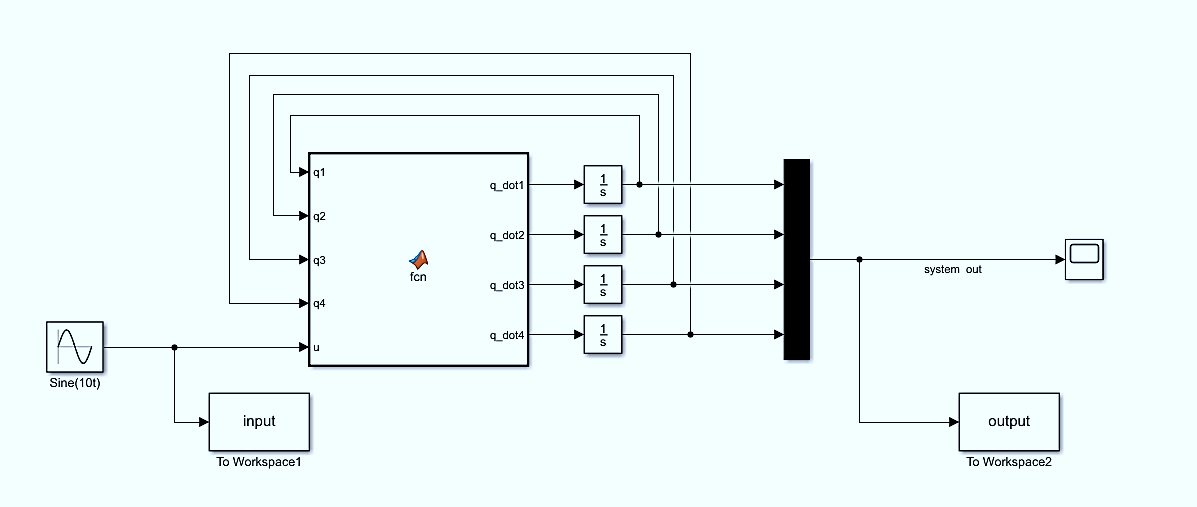 q1
q_dot1
1
s
q2
q_dot2
1
s
q3
fcn
q_dot3
1
s
system out
q4
q_dot4
1
s
u
Sine(10t)
input
To Workspace1
output
To Workspace2